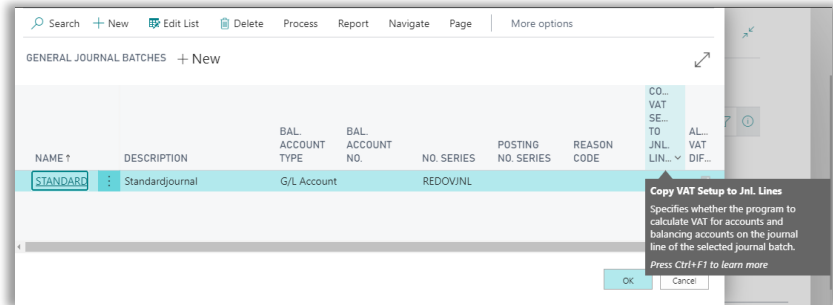 Search + New Edit List Delete Process Report Navigate Page More options
GENERAL JOURNAL BATCHES + New
CO...
VAT
SE...
BAL. BAL. TO AL...
ACCOUNT ACCOUNT POSTING REASON JNL. VAT
NAME ↑ DESCRIPTION TYPE NO. NO. SERIES NO. SERIES CODE LIN... DIF...
STANDARD Standardjournal G/L Account REDOVJNL
Copy VAT Setup to Jnl. Lines
Specifies whether the program to
calculate VAT for accounts and
balancing accounts on the journal
line of the selected journal batch.
Press Ctrl+F1 to learn more
OK Cancel